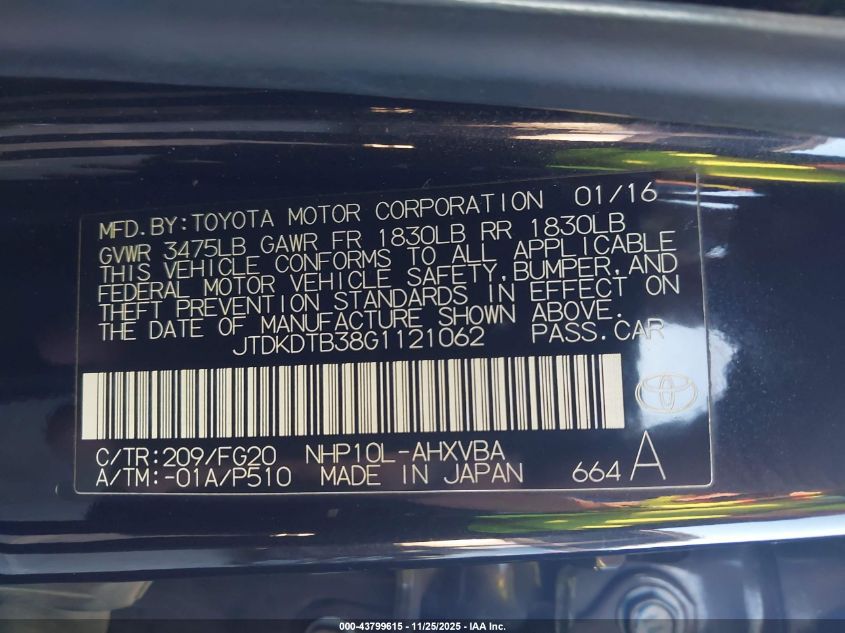 MFD. BY: TOYOTA MOTOR CORPORATION 01/16
GVWR 3475LB GAWR FR 1830LB RR 1830LB
THIS VEHICLE CONFORMS TO ALL APPLICABLE
FEDERAL MOTOR VEHICLE SAFETY, BUMPER, AND
THEFT PREVENTION STANDARDS IN EFFECT ON
THE DATE OF MANUFACTURE SHOWN ABOVE.
JTDKDTB38G1121062 PASS. CAR
C/TR: 209/FG20 NHP10L-AHXVBA
A/TM:-01A/P510 MADE IN JAPAN 664 A
000-43799615 - 11/25/2025 - IAA Inc.